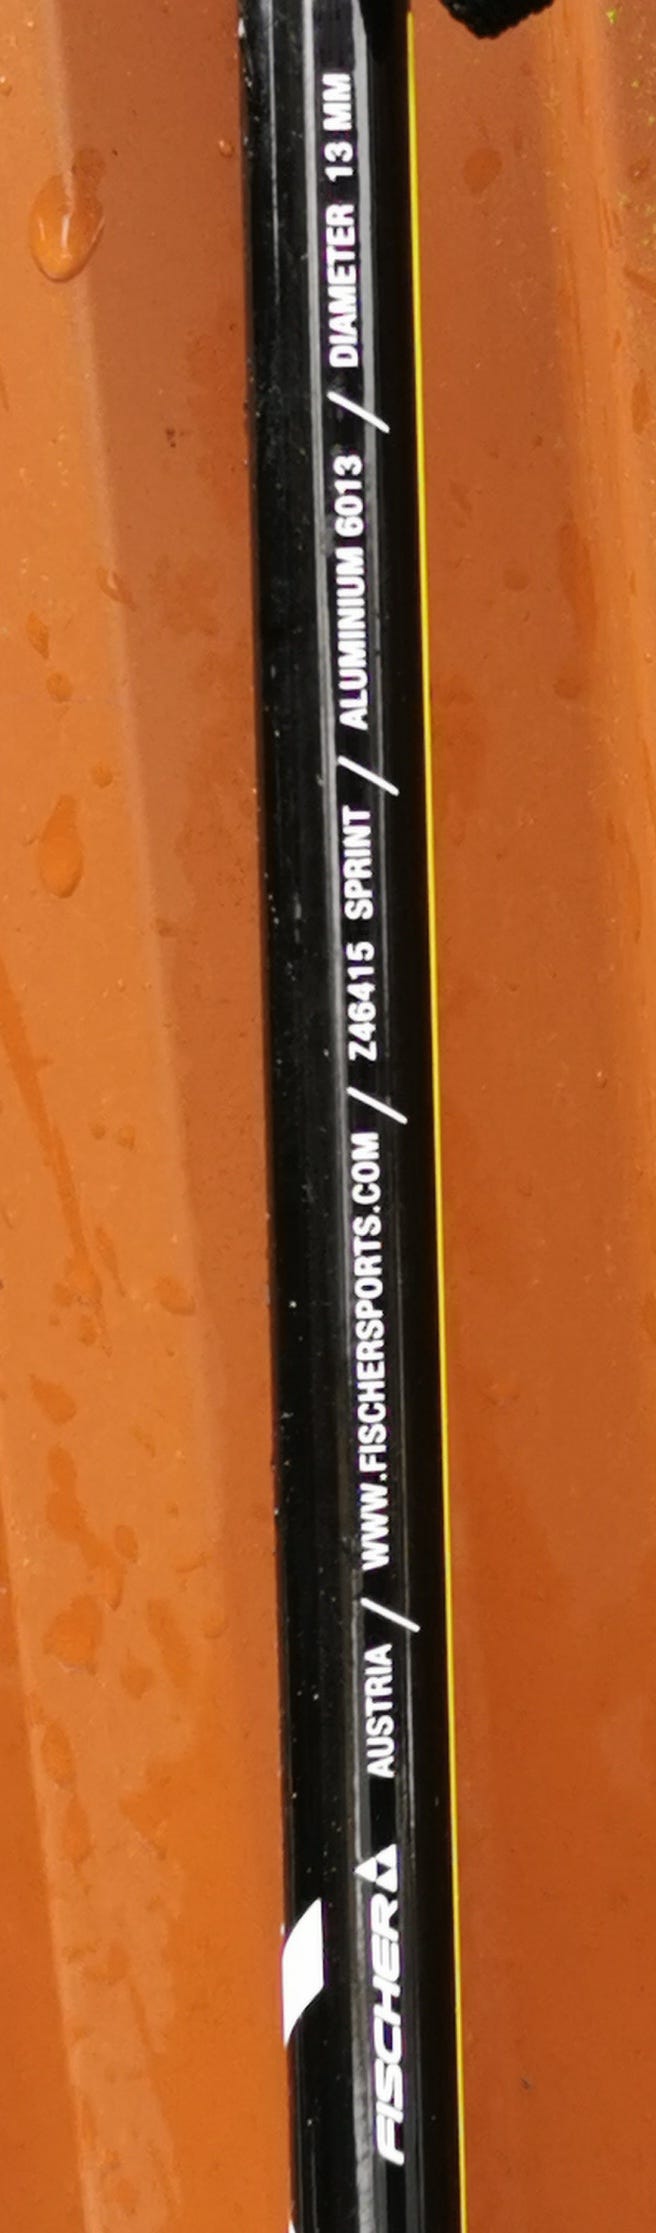 FISCHER AUSTRIA / WWW.FISCHERSPORTS.COM / Z46415 SPRINT / ALUMINIUM 6013 / DIAMETER 13 MM